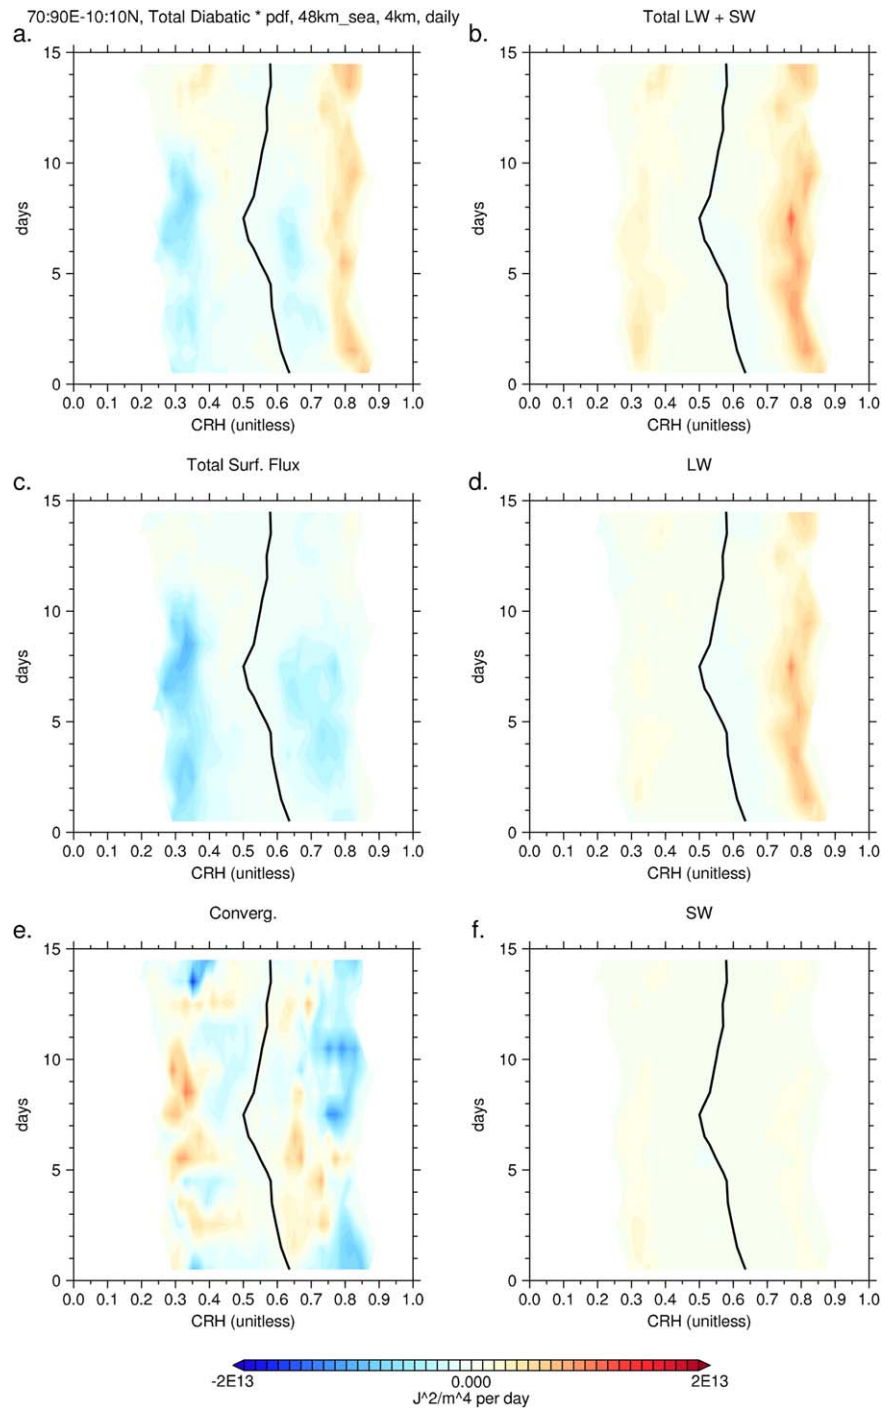 70:90E-10:10N, Total Diabatic * pdf, 48km_sea, 4km, daily
Total LW + SW
a.
b.
15
10
5
0
days
0.0 0.1 0.2 0.3 0.4 0.5 0.6 0.7 0.8 0.9 1.0
CRH (unitless)
15
10
5
0
days
0.0 0.1 0.2 0.3 0.4 0.5 0.6 0.7 0.8 0.9 1.0
CRH (unitless)
Total Surf. Flux
LW
c.
d.
15
10
5
0
days
0.0 0.1 0.2 0.3 0.4 0.5 0.6 0.7 0.8 0.9 1.0
CRH (unitless)
15
10
5
0
days
0.0 0.1 0.2 0.3 0.4 0.5 0.6 0.7 0.8 0.9 1.0
CRH (unitless)
Converg.
SW
e.
f.
15
10
5
0
days
0.0 0.1 0.2 0.3 0.4 0.5 0.6 0.7 0.8 0.9 1.0
CRH (unitless)
15
10
5
0
days
0.0 0.1 0.2 0.3 0.4 0.5 0.6 0.7 0.8 0.9 1.0
CRH (unitless)
-2E13 0.000 2E13
J^2/m^4 per day